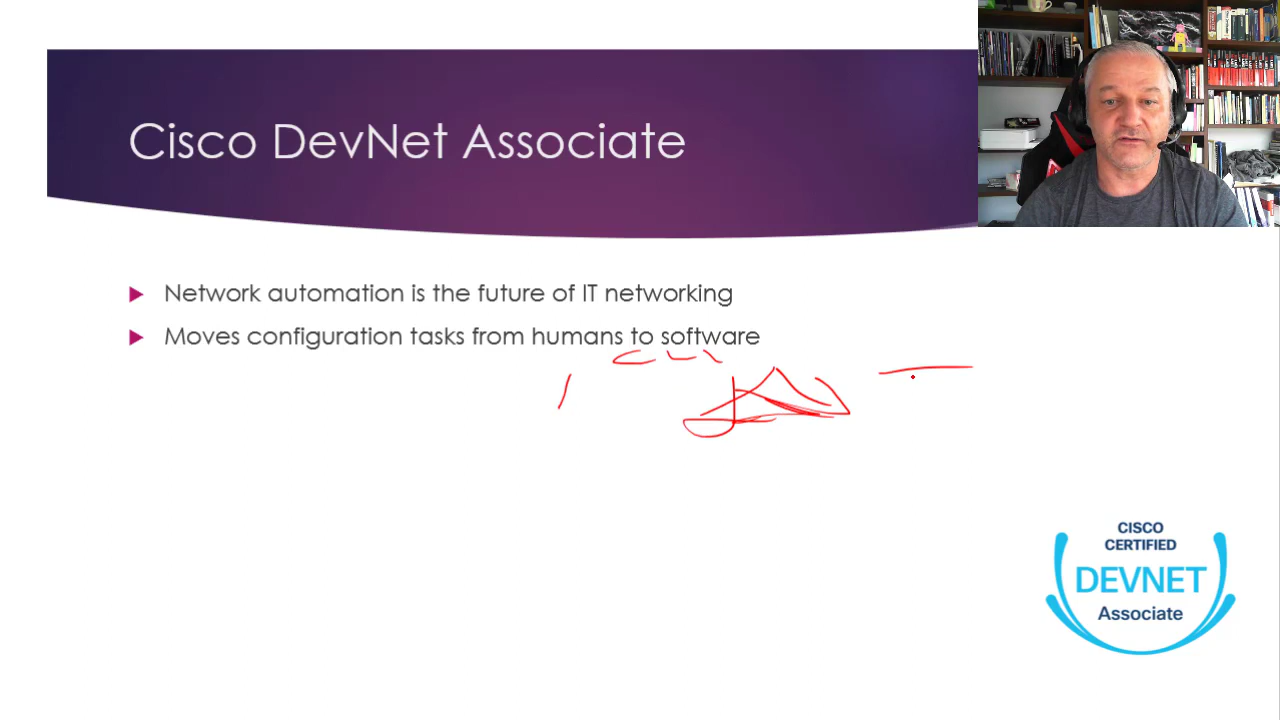 Cisco DevNet Associate
Network automation is the future of IT networking
Moves configuration tasks from humans to software
CLI
CISCO
CERTIFIED
DEVNET
Associate